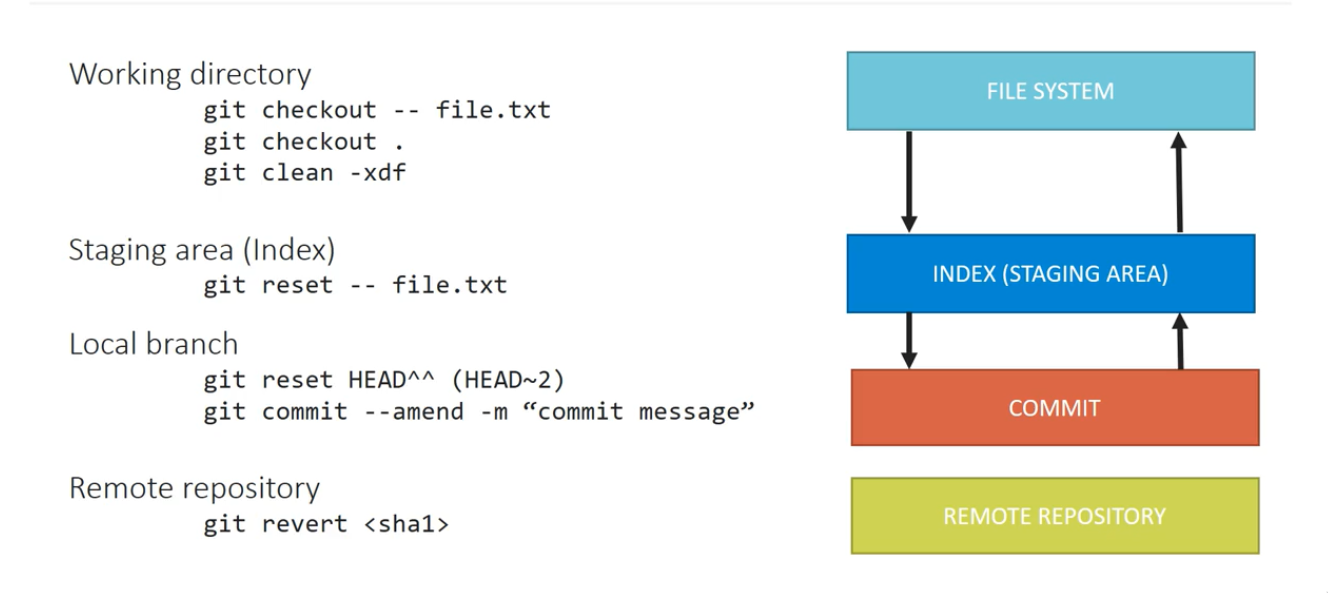 Working directory
git checkout -- file.txt
git checkout .
git clean -xdf
Staging area (Index)
git reset -- file.txt
Local branch
git reset HEAD^^ (HEAD~2)
git commit --amend -m “commit message”
Remote repository
git revert <sha1>
FILE SYSTEM
INDEX (STAGING AREA)
COMMIT
REMOTE REPOSITORY